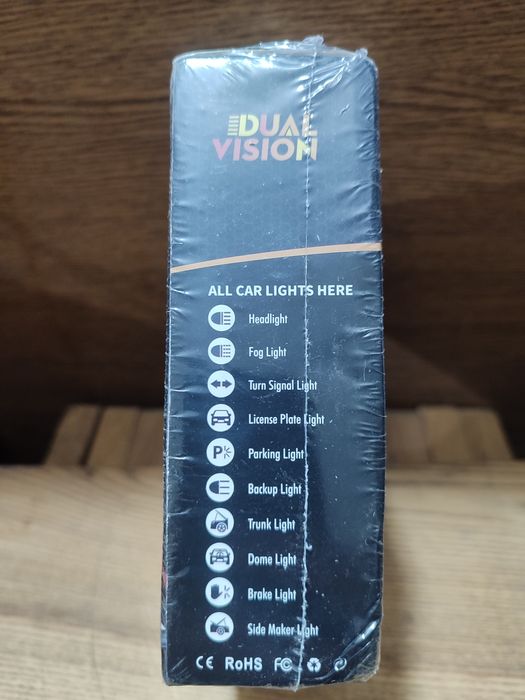 DUAL
VISION
ALL CAR LIGHTS HERE
Headlight
Fog Light
Turn Signal Light
License Plate Light
P Parking Light
Backup Light
Trunk Light
Dome Light
Brake Light
Side Maker Light
CE RoHS FC